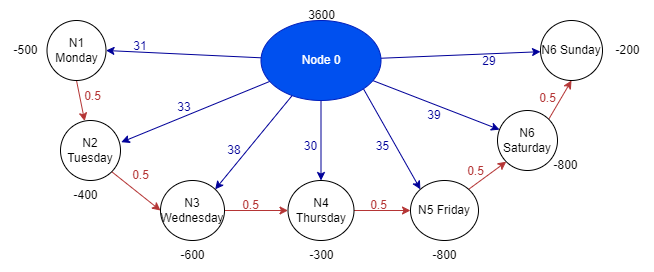 3600
N1
Monday
-500
31
Node 0
29
N6 Sunday
-200
0.5
33
38
30
35
39
0.5
N2
Tuesday
-400
0.5
N6
Saturday
-800
0.5
N3
Wednesday
-600
0.5
N4
Thursday
-300
0.5
N5 Friday
-800